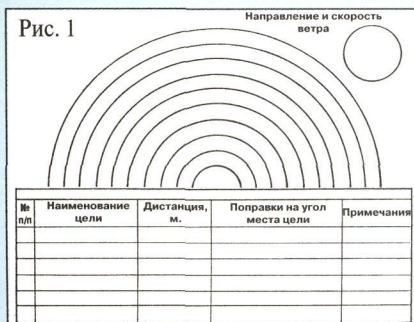 Рис. 1
Направление и скорость
ветра
№ п/п
Наименование цели
Дистанция, м.
Поправки на угол места цели
Примечания